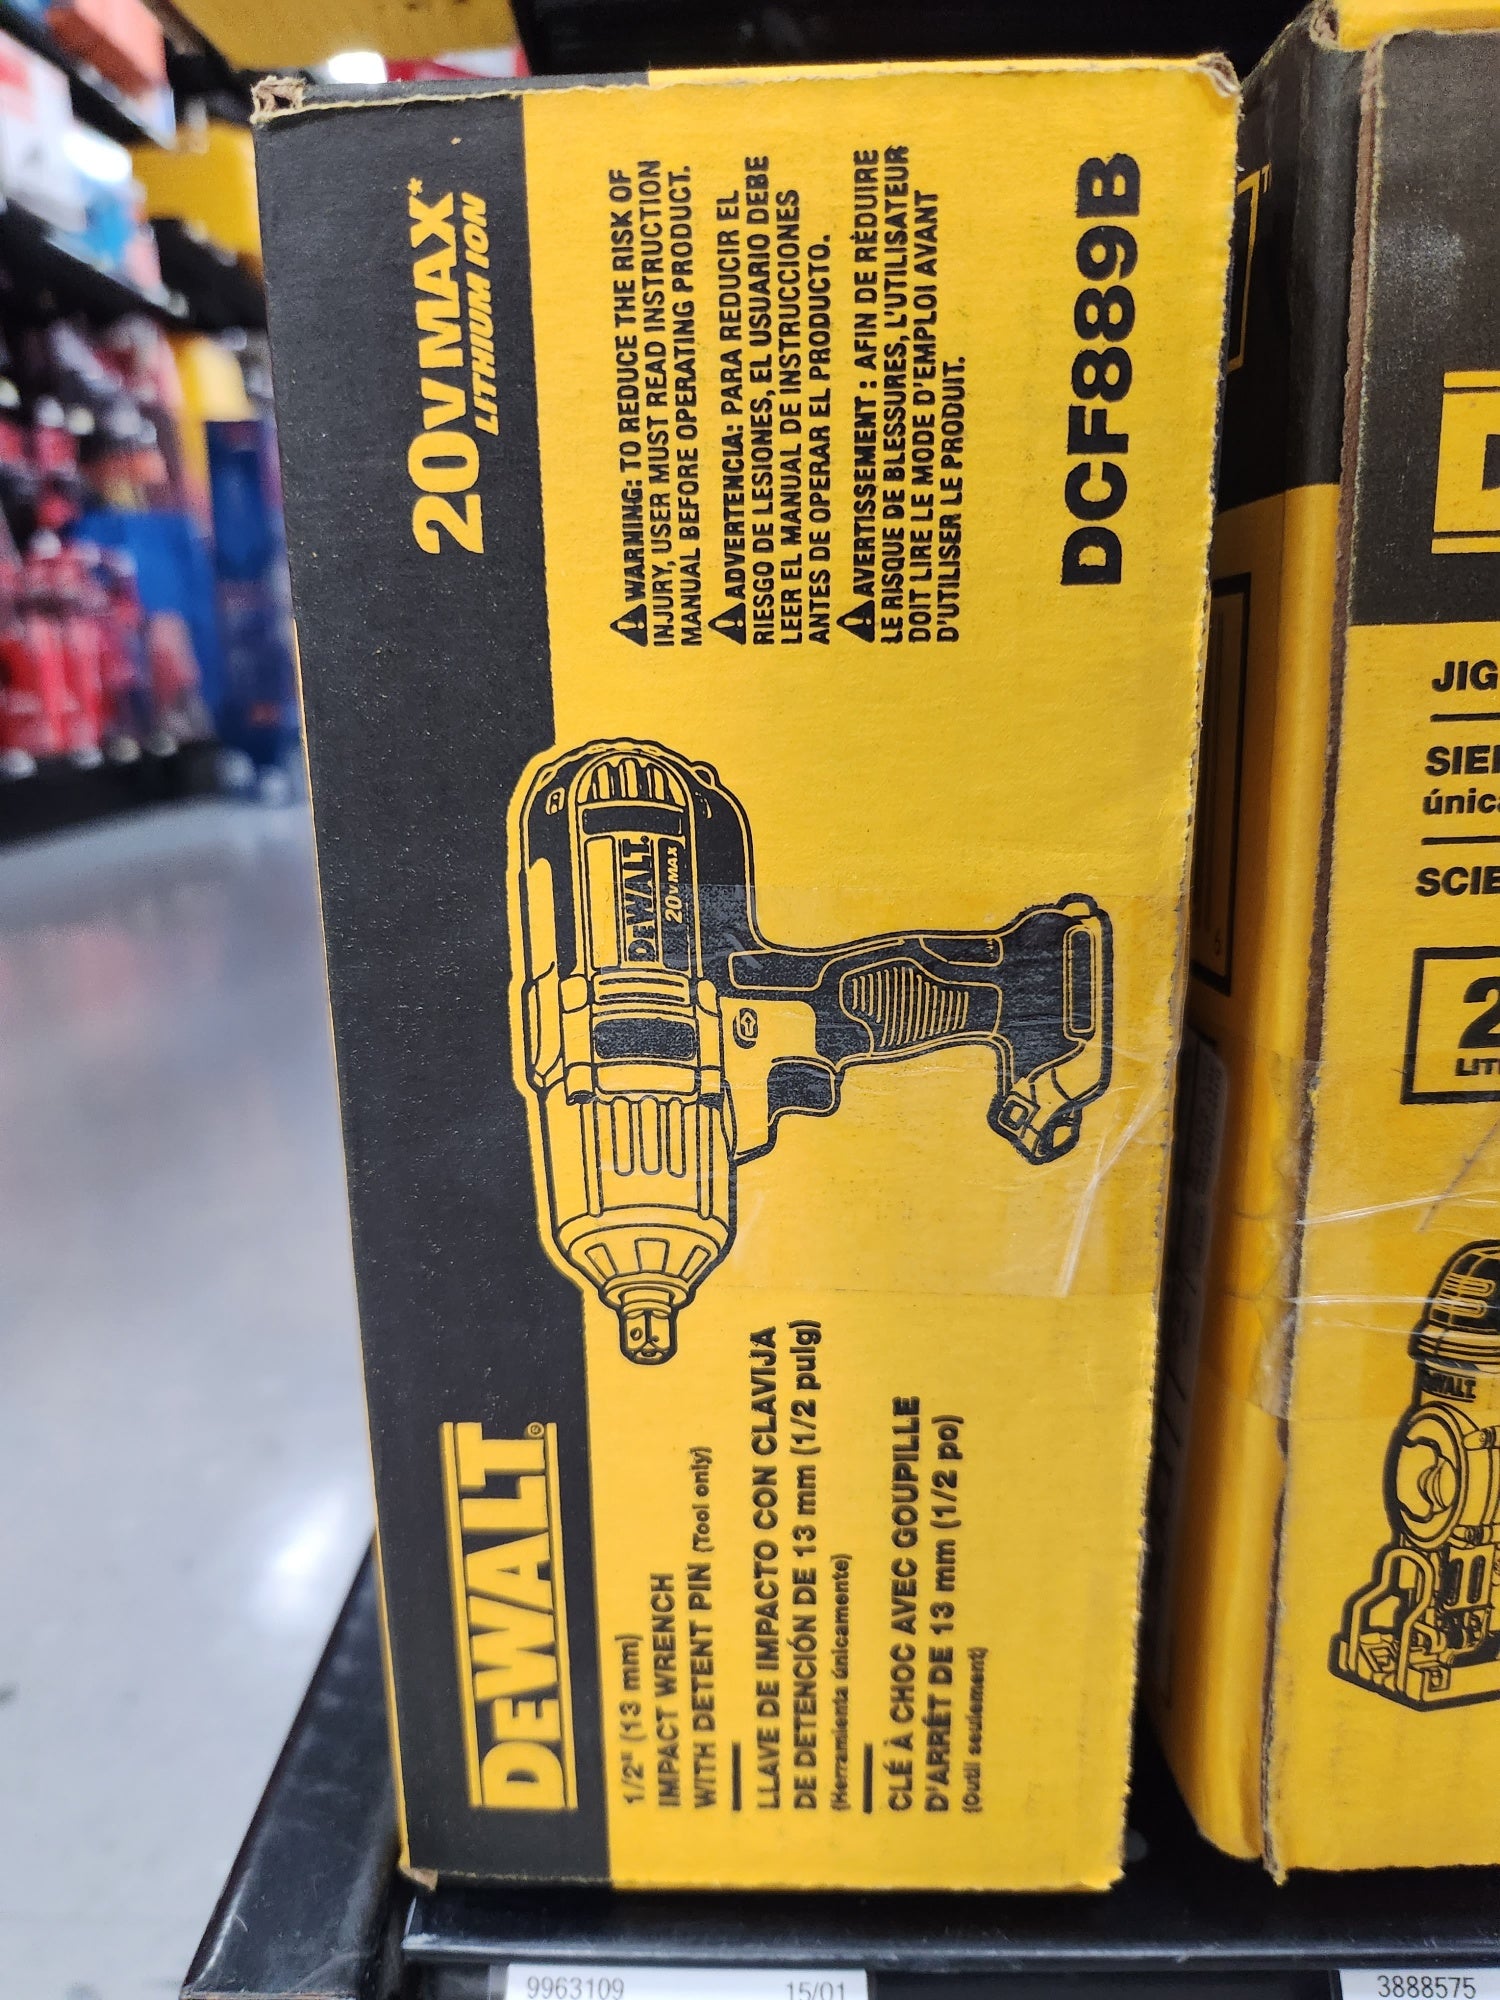 20V MAX*
LITHIUM ION
⚠WARNING: TO REDUCE THE RISK OF
INJURY, USER MUST READ INSTRUCTION
MANUAL BEFORE OPERATING PRODUCT.
⚠ADVERTENCIA: PARA REDUCIR EL
RIESGO DE LESIONES, EL USUARIO DEBE
LEER EL MANUAL DE INSTRUCCIONES
ANTES DE OPERAR EL PRODUCTO.
⚠AVERTISSEMENT : AFIN DE RÉDUIRE
LE RISQUE DE BLESSURES, L'UTILISATEUR
DOIT LIRE LE MODE D'EMPLOI AVANT
D'UTILISER LE PRODUIT.
DCF889B
DEWALT.
20V MAX
DEWALT®
1/2" (13 mm)
IMPACT WRENCH
WITH DETENT PIN (Tool only)
LLAVE DE IMPACTO CON CLAVIJA
DE DETENCIÓN DE 13 mm (1/2 pulg)
(Herramienta únicamente)
CLÉ À CHOC AVEC GOUPILLE
D'ARRÊT DE 13 mm (1/2 po)
(Outil seulement)
JIG
SIE
únic
SCIE
2
LIT
9963109 15/01
3888575